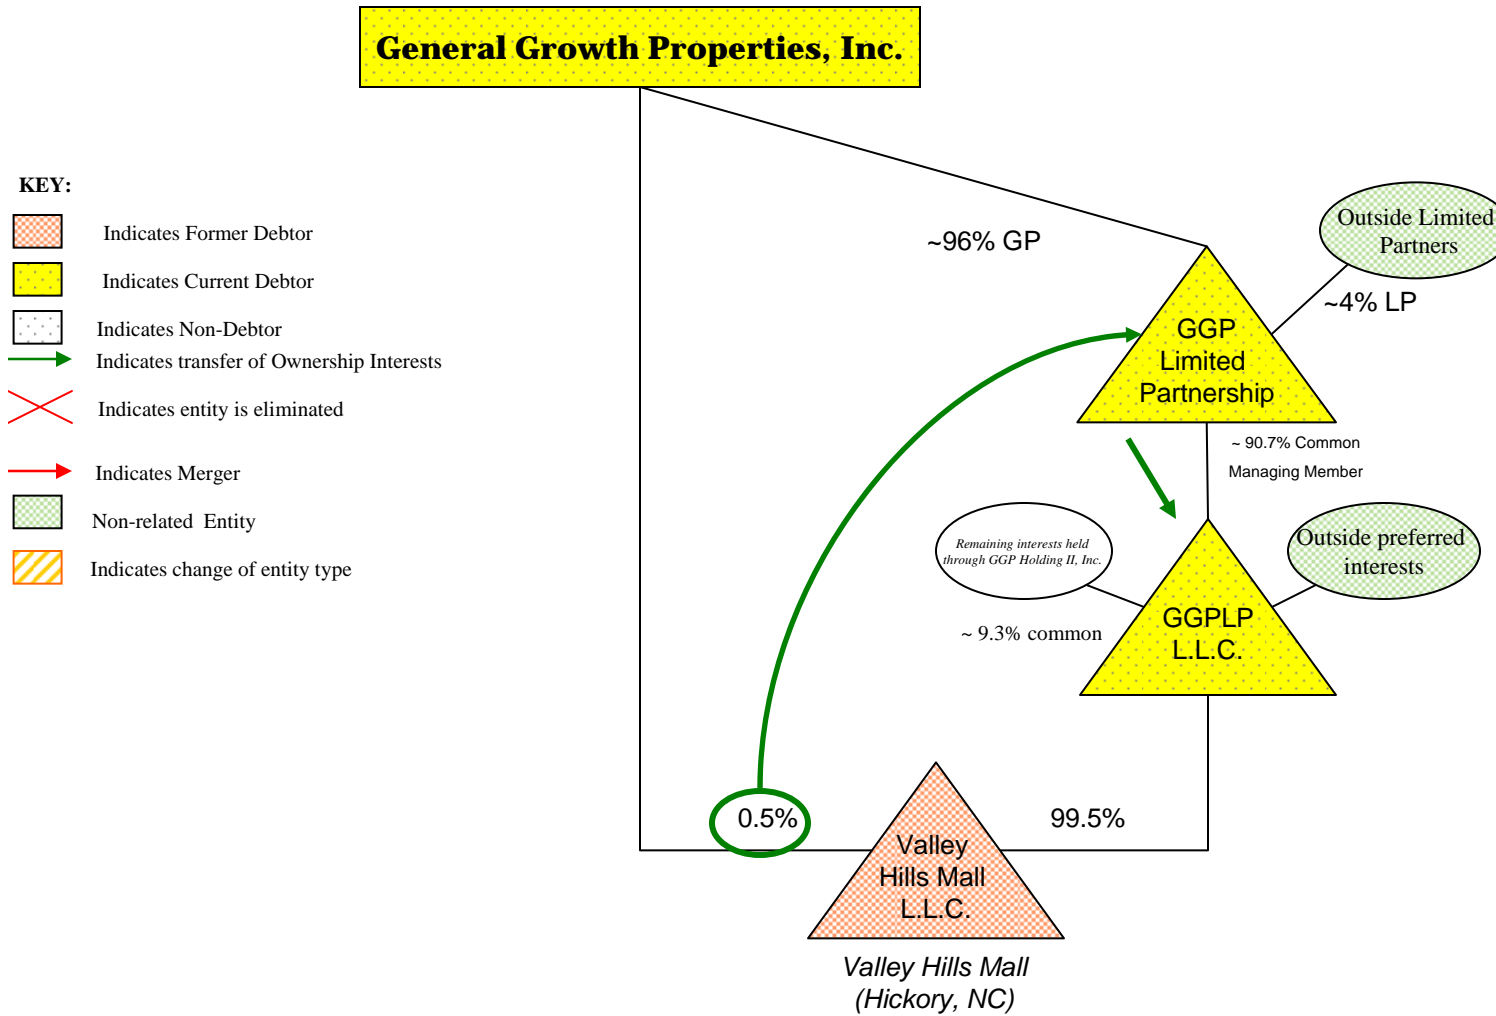 General Growth Properties, Inc.
KEY:
Indicates Former Debtor
Indicates Current Debtor
Indicates Non-Debtor
Indicates transfer of Ownership Interests
Indicates entity is eliminated
Indicates Merger
Non-related Entity
Indicates change of entity type
~96% GP
Outside Limited
Partners
~4% LP
GGP
Limited
Partnership
~ 90.7% Common
Managing Member
Remaining interests held
through GGP Holding II, Inc.
~ 9.3% common
Outside preferred
interests
GGPLP
L.L.C.
0.5%
99.5%
Valley
Hills Mall
L.L.C.
Valley Hills Mall
(Hickory, NC)